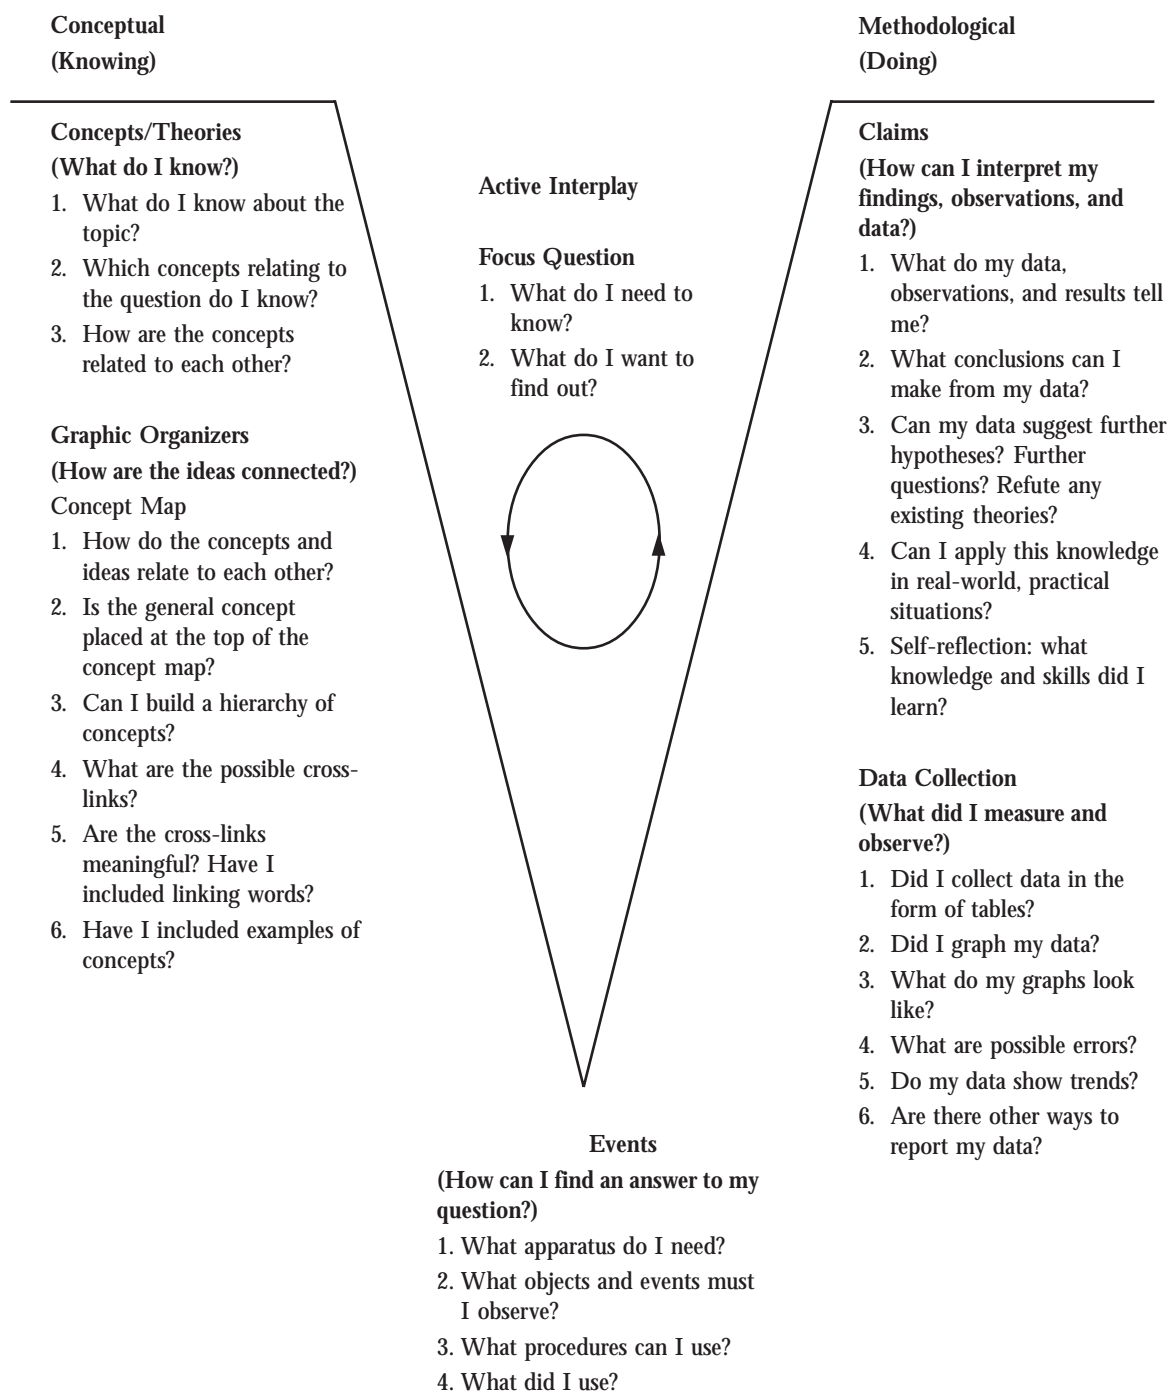 Conceptual
(Knowing)
Methodological
(Doing)
Concepts/Theories
(What do I know?)
1. What do I know about the
topic?
2. Which concepts relating to
the question do I know?
3. How are the concepts
related to each other?
Graphic Organizers
(How are the ideas connected?)
Concept Map
1. How do the concepts and
ideas relate to each other?
2. Is the general concept
placed at the top of the
concept map?
3. Can I build a hierarchy of
concepts?
4. What are the possible cross-
links?
5. Are the cross-links
meaningful? Have I
included linking words?
6. Have I included examples of
concepts?
Active Interplay
Focus Question
1. What do I need to
know?
2. What do I want to
find out?
Claims
(How can I interpret my
findings, observations, and
data?)
1. What do my data,
observations, and results tell
me?
2. What conclusions can I
make from my data?
3. Can my data suggest further
hypotheses? Further
questions? Refute any
existing theories?
4. Can I apply this knowledge
in real-world, practical
situations?
5. Self-reflection: what
knowledge and skills did I
learn?
Data Collection
(What did I measure and
observe?)
1. Did I collect data in the
form of tables?
2. Did I graph my data?
3. What do my graphs look
like?
4. What are possible errors?
5. Do my data show trends?
6. Are there other ways to
report my data?
Events
(How can I find an answer to my
question?)
1. What apparatus do I need?
2. What objects and events must
I observe?
3. What procedures can I use?
4. What did I use?